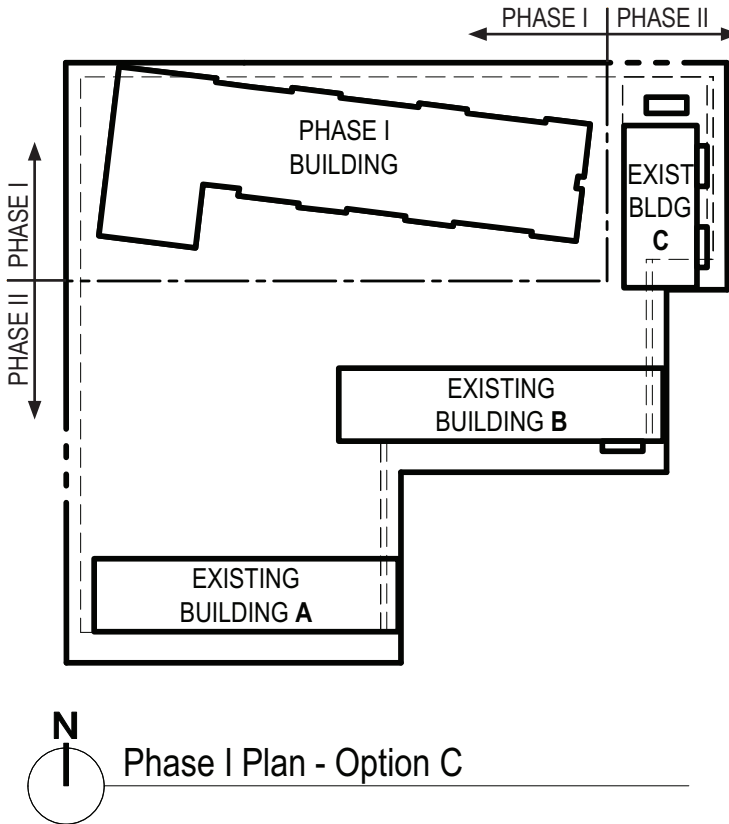 PHASE I
PHASE II
PHASE I
BUILDING
EXIST
BLDG
C
PHASE I
PHASE II
EXISTING
BUILDING B
EXISTING
BUILDING A
N
Phase I Plan - Option C